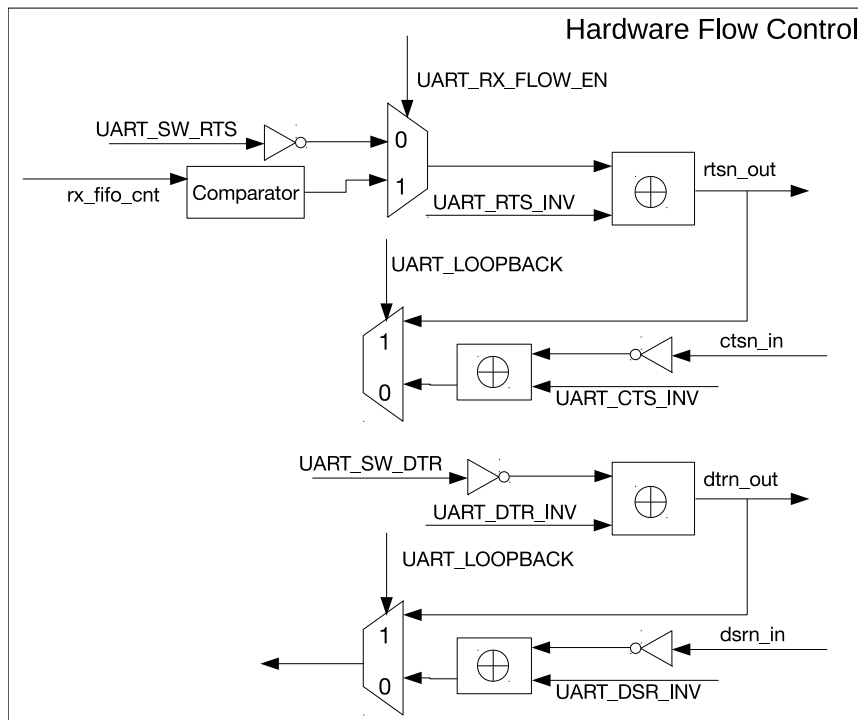 Hardware Flow Control
UART_RX_FLOW_EN
UART_SW_RTS
0
1
Comparator
rx_fifo_cnt
rtsn_out
UART_RTS_INV
UART_LOOPBACK
1
0
ctsn_in
UART_CTS_INV
UART_SW_DTR
dtrn_out
UART_DTR_INV
UART_LOOPBACK
1
0
dsrn_in
UART_DSR_INV